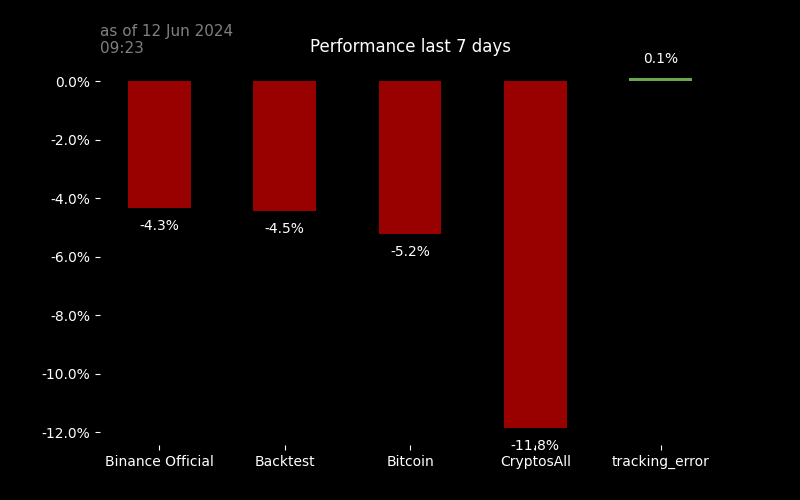 as of 12 Jun 2024
09:23
Performance last 7 days
0.1%
0.0%
-2.0%
-4.0%
-4.3%
-4.5%
-5.2%
-6.0%
-8.0%
-10.0%
-12.0%
-11.8%
Binance Official
Backtest
Bitcoin
CryptosAll
tracking_error